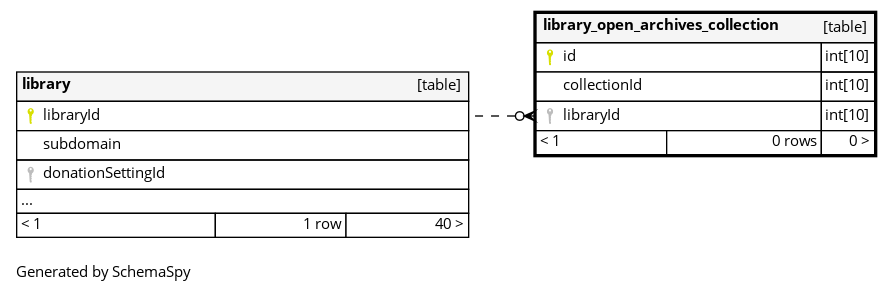 library_open_archives_collection [table]
id int[10]
collectionId int[10]
libraryId int[10]
< 1 0 rows 0 >
library [table]
libraryId
subdomain
donationSettingId
...
< 1 1 row 40 >
Generated by SchemaSpy